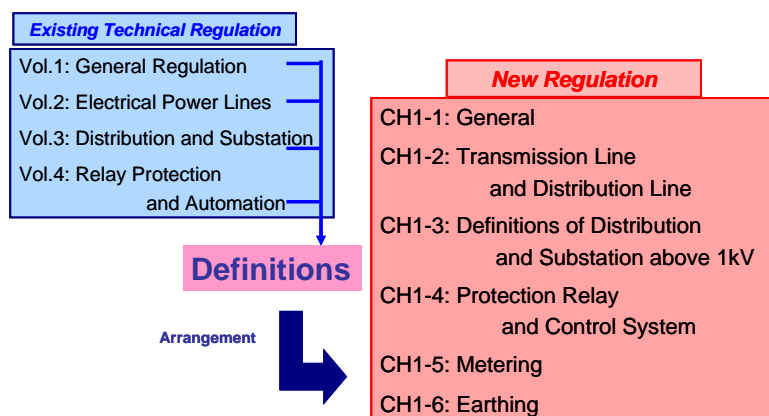 Existing Technical Regulation
Vol.1: General Regulation
Vol.2: Electrical Power Lines
Vol.3: Distribution and Substation
Vol.4: Relay Protection
and Automation
Definitions
Arrangement
New Regulation
CH1-1: General
CH1-2: Transmission Line
and Distribution Line
CH1-3: Definitions of Distribution
and Substation above 1kV
CH1-4: Protection Relay
and Control System
CH1-5: Metering
CH1-6: Earthing